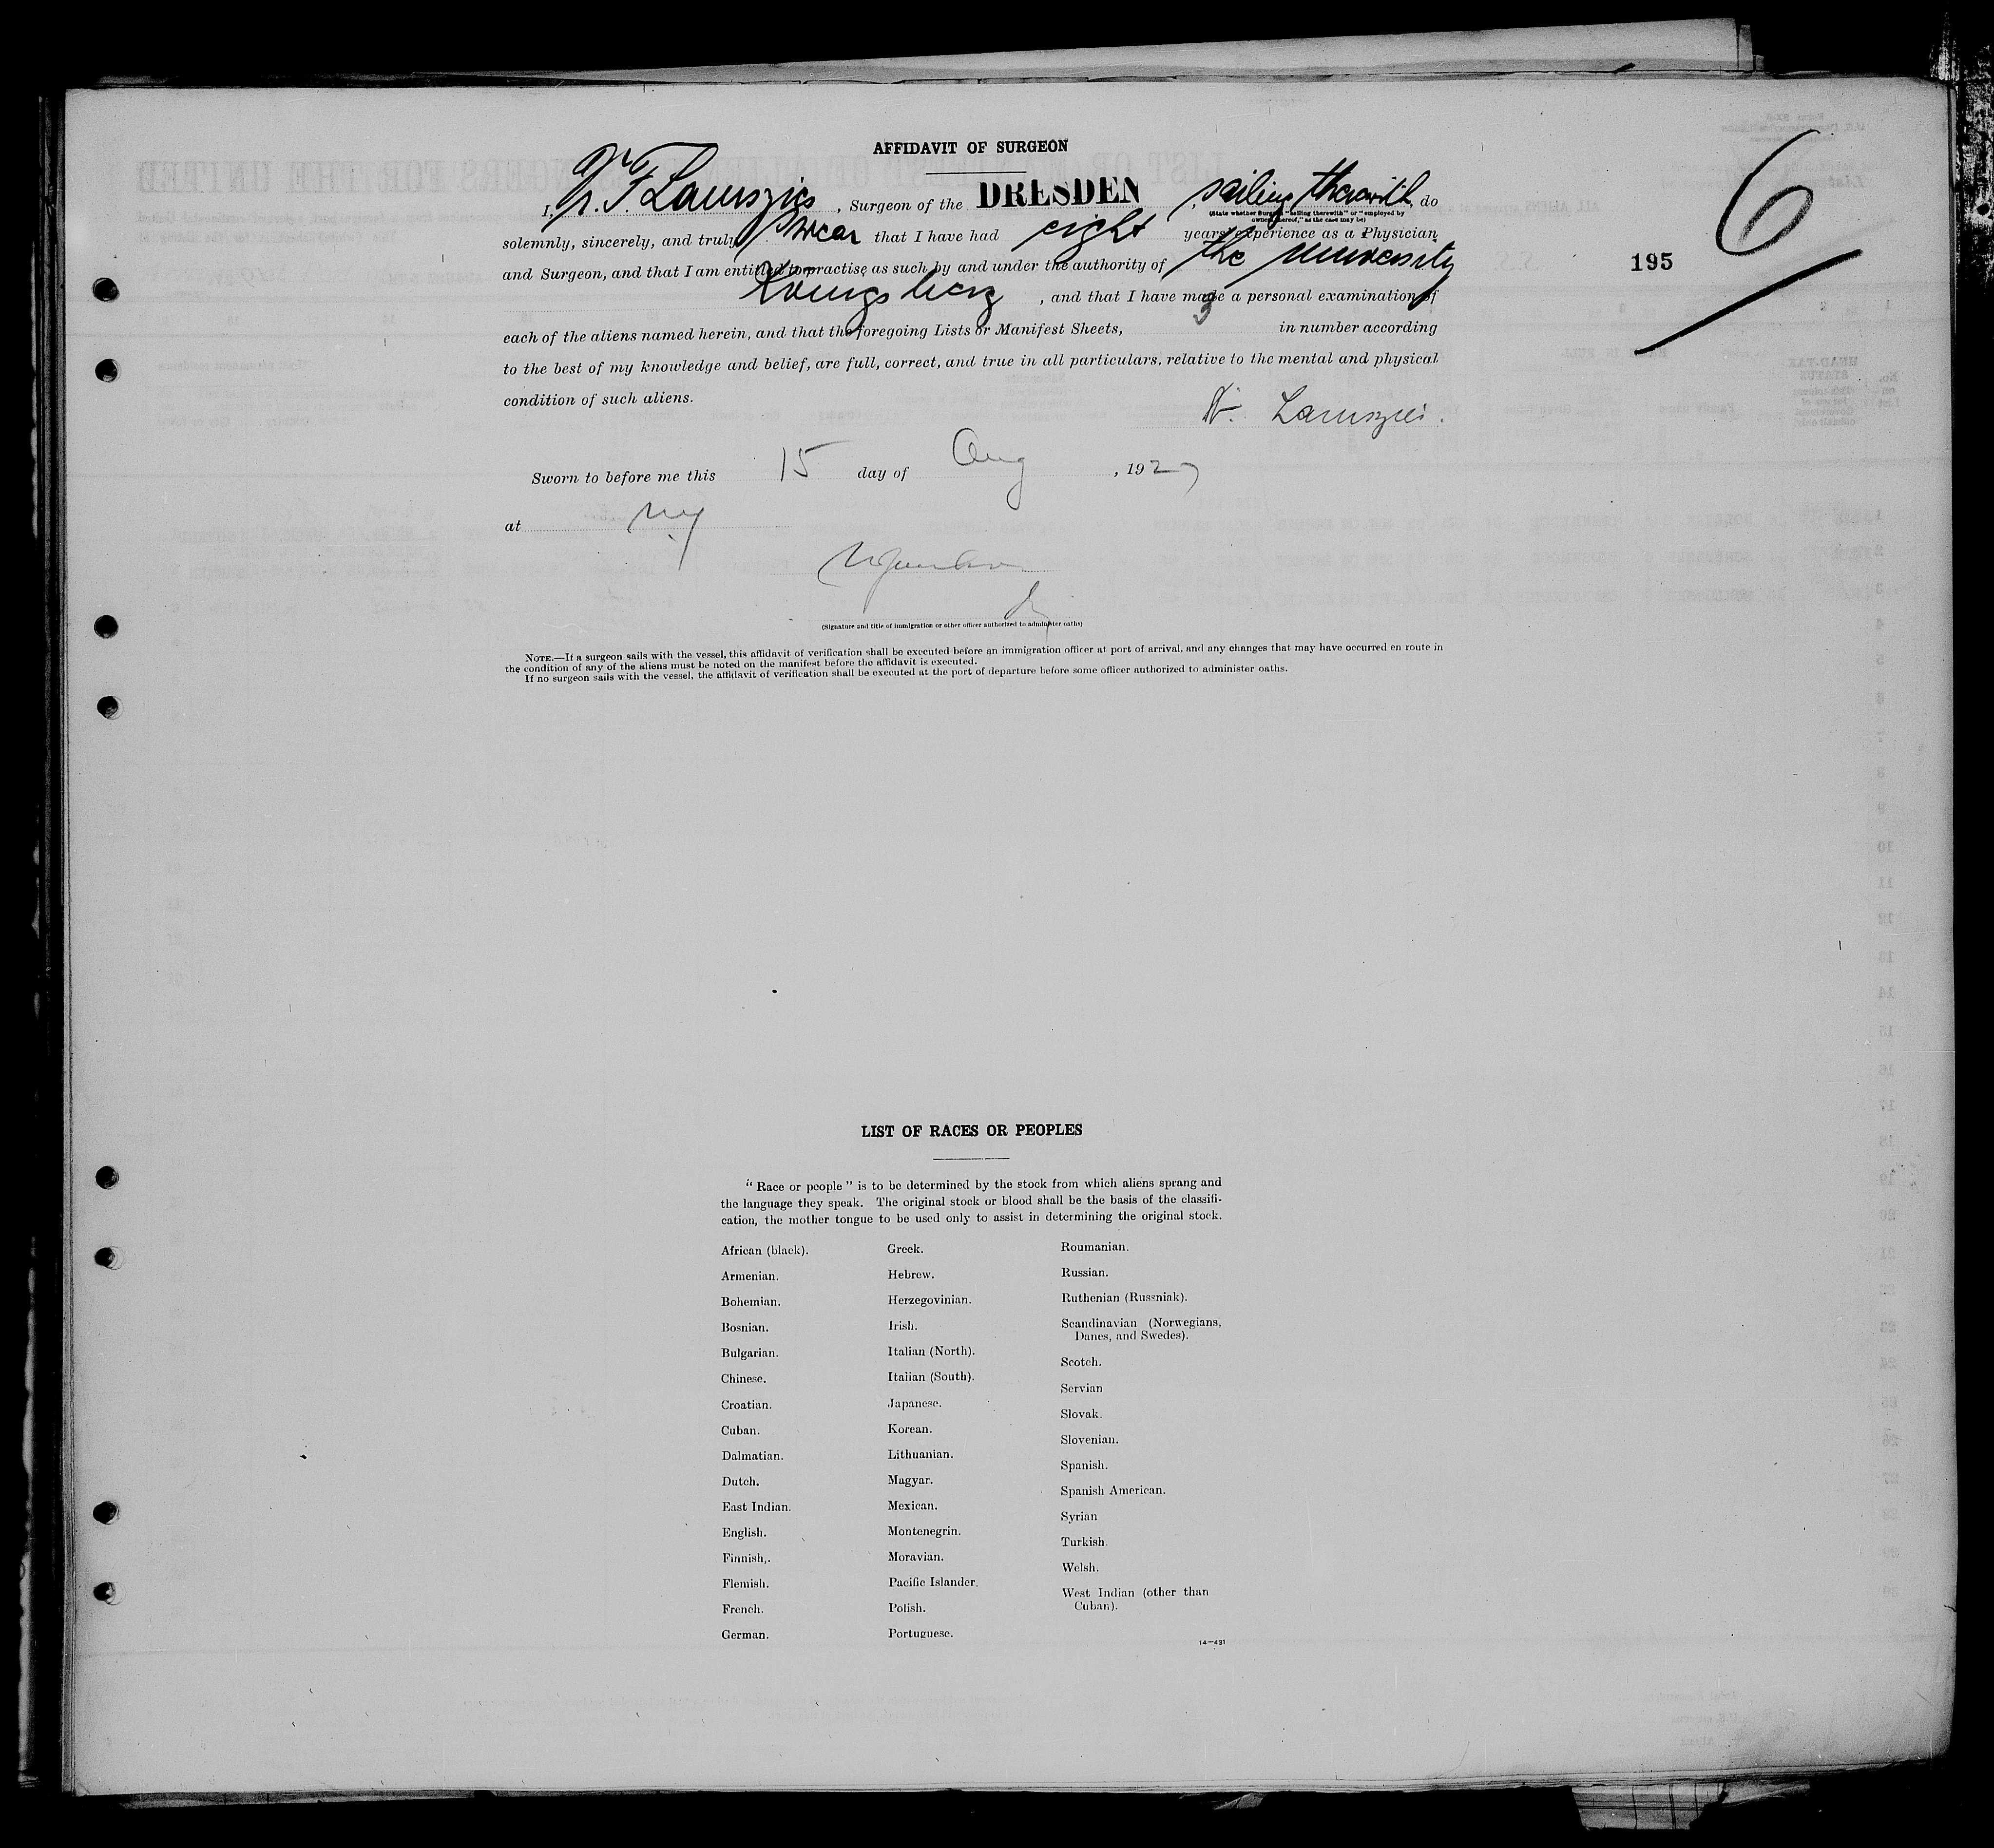 AFFIDAVIT OF SURGEON
I, , Surgeon of the DRESDEN , sailing therewith, do
(State whether Surgeon "sailing therewith" or "employed by
owners thereof," as the case may be)
solemnly, sincerely, and truly swear that I have had eight years' experience as a Physician
and Surgeon, and that I am entitled to practise as such by and under the authority of the University
Koenigsberg , and that I have made a personal examination of
each of the aliens named herein, and that the foregoing Lists or Manifest Sheets, 3 in number according
to the best of my knowledge and belief, are full, correct, and true in all particulars, relative to the mental and physical
condition of such aliens.
Sworn to before me this 15 day of Aug , 1927
at NY
(Signature and title of immigration or other officer authorized to administer oaths)
NOTE.—If a surgeon sails with the vessel, this affidavit of verification shall be executed before an immigration officer at port of arrival, and any changes that may have occurred en route in
the condition of any of the aliens must be noted on the manifest before the affidavit is executed.
If no surgeon sails with the vessel, the affidavit of verification shall be executed at the port of departure before some officer authorized to administer oaths.
195
6
LIST OF RACES OR PEOPLES
"Race or people" is to be determined by the stock from which aliens sprang and
the language they speak. The original stock or blood shall be the basis of the classifi-
cation, the mother tongue to be used only to assist in determining the original stock.
African (black).
Armenian.
Bohemian.
Bosnian.
Bulgarian.
Chinese.
Croatian.
Cuban.
Dalmatian.
Dutch.
East Indian.
English.
Finnish.
Flemish.
French.
German.
Greek.
Hebrew.
Herzegovinian.
Irish.
Italian (North).
Italian (South).
Japanese.
Korean.
Lithuanian.
Magyar.
Mexican.
Montenegrin.
Moravian.
Pacific Islander.
Polish.
Portuguese.
Roumanian.
Russian.
Ruthenian (Russniak).
Scandinavian (Norwegians,
Danes, and Swedes).
Scotch.
Servian
Slovak.
Slovenian.
Spanish.
Spanish American.
Syrian
Turkish.
Welsh.
West Indian (other than
Cuban).
14—431